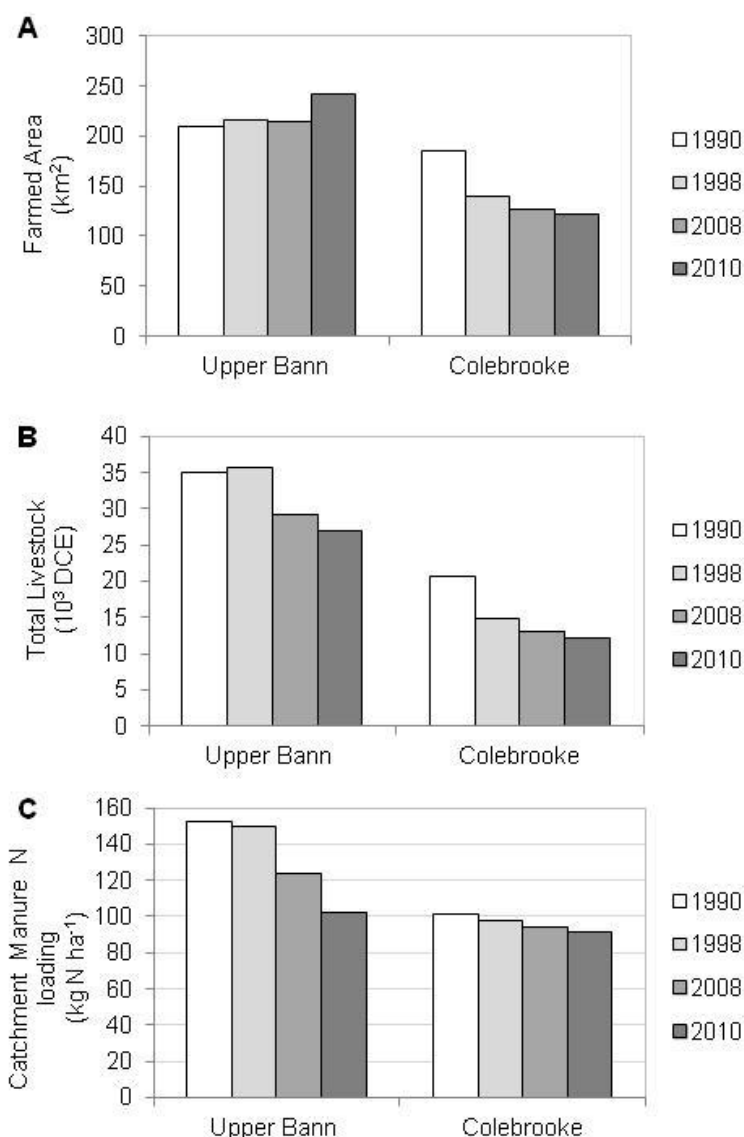 A
Farmed Area
(km²)
300
250
200
150
100
50
0
Upper Bann
Colebrooke
1990
1998
2008
2010
B
Total Livestock
(10³ DCE)
40
35
30
25
20
15
10
5
0
Upper Bann
Colebrooke
1990
1998
2008
2010
C
Catchment Manure N
loading
(kg N ha⁻¹)
160
140
120
100
80
60
40
20
0
Upper Bann
Colebrooke
1990
1998
2008
2010